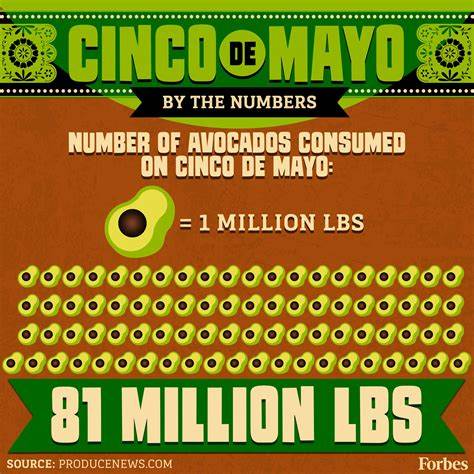 CINCO DE MAYO
BY THE NUMBERS
NUMBER OF AVOCADOS CONSUMED
ON CINCO DE MAYO:
= 1 MILLION LBS
81 MILLION LBS
SOURCE: PRODUCENEWS.COM
Forbes